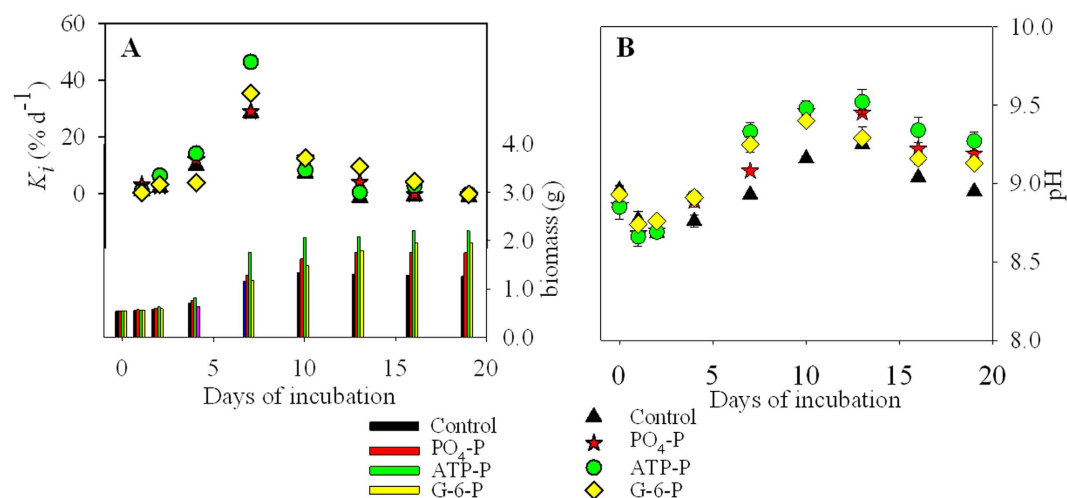 A
60
40
20
0
K_i (% d⁻¹)
4.0
3.0
2.0
1.0
0.0
biomass (g)
0 5 10 15 20
Days of incubation
B
10.0
9.5
9.0
8.5
8.0
pH
0 5 10 15 20
Days of incubation
Control
PO₄-P
ATP-P
G-6-P
Control
PO₄-P
ATP-P
G-6-P